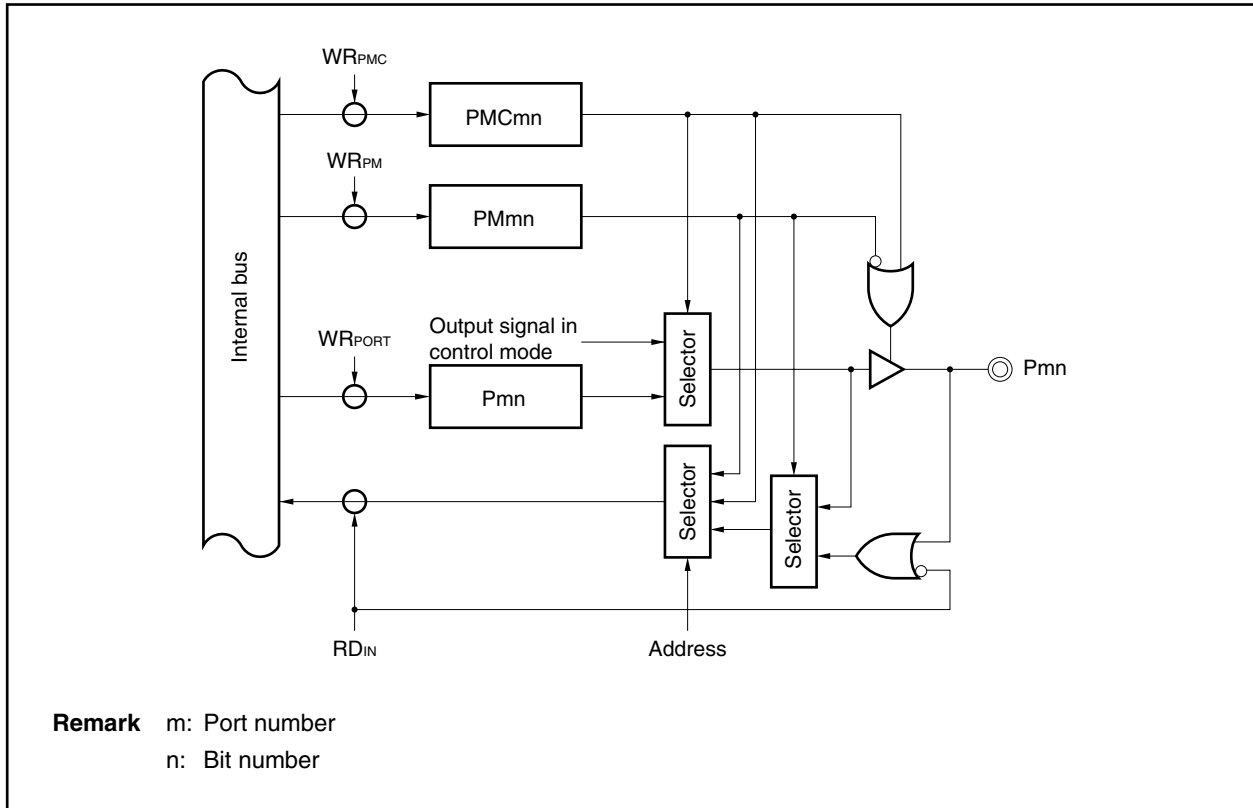 WRPMC
PMCmn
WRPM
PMmn
Internal bus
Output signal in
control mode
WRPORT
Pmn
Selector
Pmn
Selector
Selector
RDIN
Address
Remark m: Port number
n: Bit number